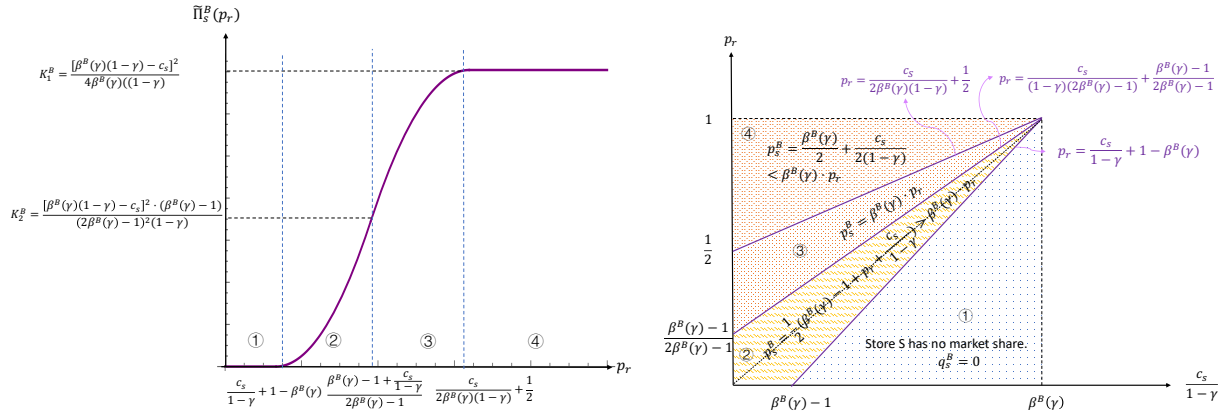 Π̃_s^B(p_r)
K_1^B = [β^B(γ)(1−γ)−c_s]^2 / 4β^B(γ)((1−γ)
K_2^B = [β^B(γ)(1−γ)−c_s]^2·(β^B(γ)−1) / (2β^B(γ)−1)^2(1−γ)
① ② ③ ④
p_r
c_s/(1−γ) + 1−β^B(γ)
(β^B(γ)−1+c_s/(1−γ)) / (2β^B(γ)−1)
c_s/(2β^B(γ)(1−γ)) + 1/2
p_r
p_r = c_s/(2β^B(γ)(1−γ)) + 1/2
p_r = c_s/((1−γ)(2β^B(γ)−1)) + (β^B(γ)−1)/(2β^B(γ)−1)
1
④
p_s^B = β^B(γ)/2 + c_s/(2(1−γ))
< β^B(γ)·p_r
p_r = c_s/(1−γ) + 1−β^B(γ)
p_s^B = β^B(γ)·p_r
1/2
③
p_s^B = 1/2(β^B(γ)−1+p_r+c_s/(1−γ)) > β^B(γ)·p_r
①
(β^B(γ)−1)/(2β^B(γ)−1)
②
Store S has no market share.
q_s^B = 0
β^B(γ)−1
β^B(γ)
c_s/(1−γ)